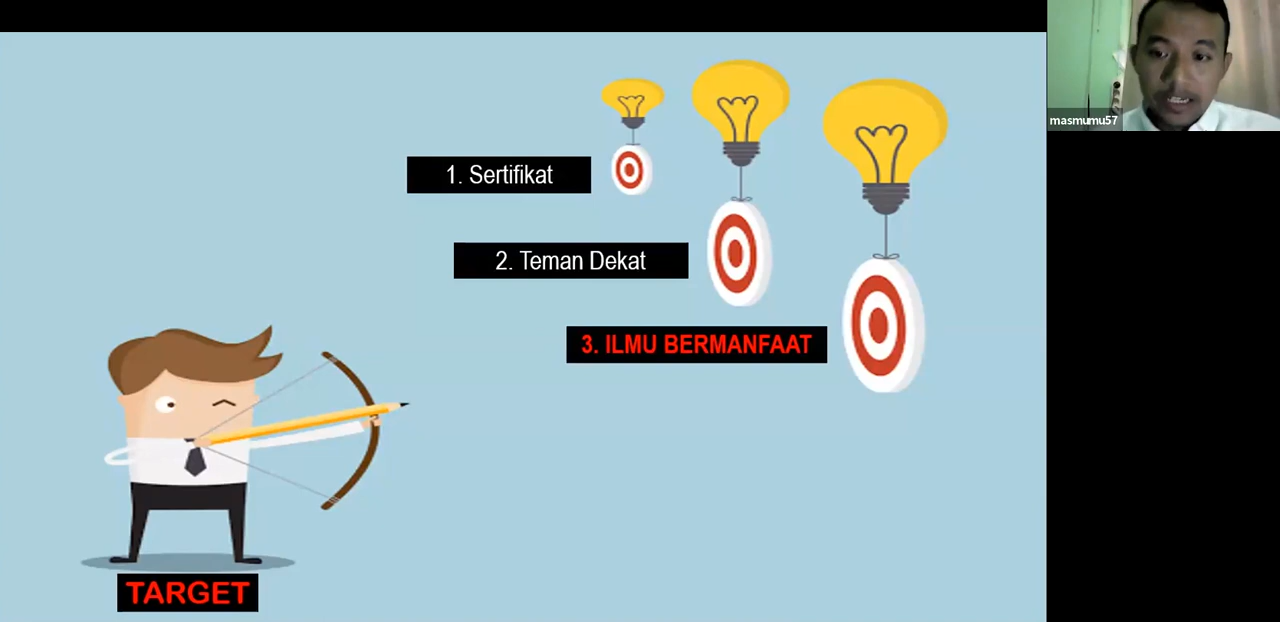 masmumu57
1. Sertifikat
2. Teman Dekat
3. ILMU BERMANFAAT
TARGET